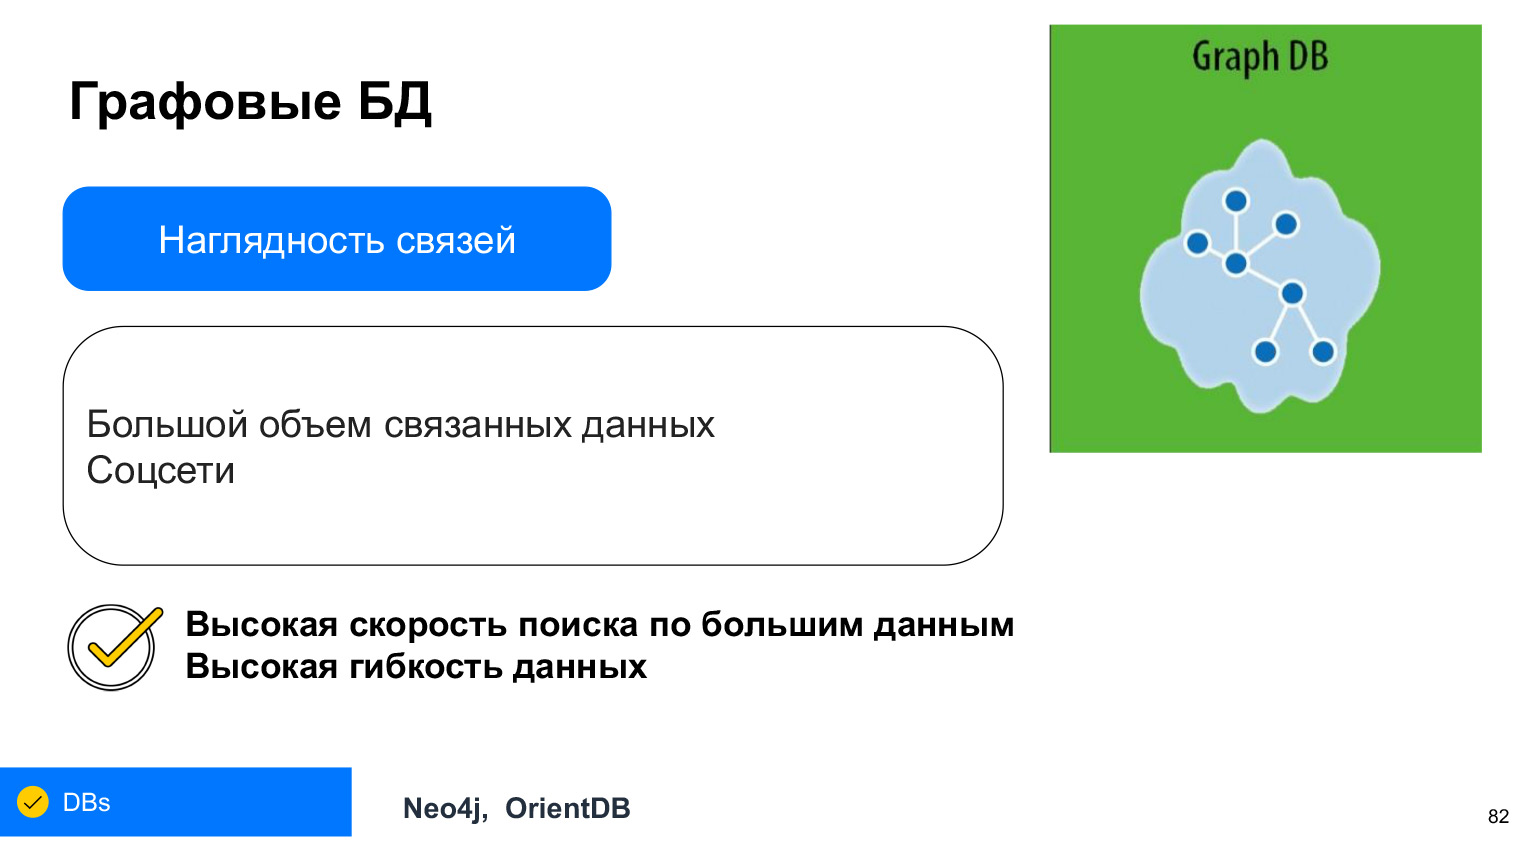 Графовые БД
Graph DB
Наглядность связей
Большой объем связанных данных
Соцсети
Высокая скорость поиска по большим данным
Высокая гибкость данных
DBs
Neo4j,  OrientDB
82